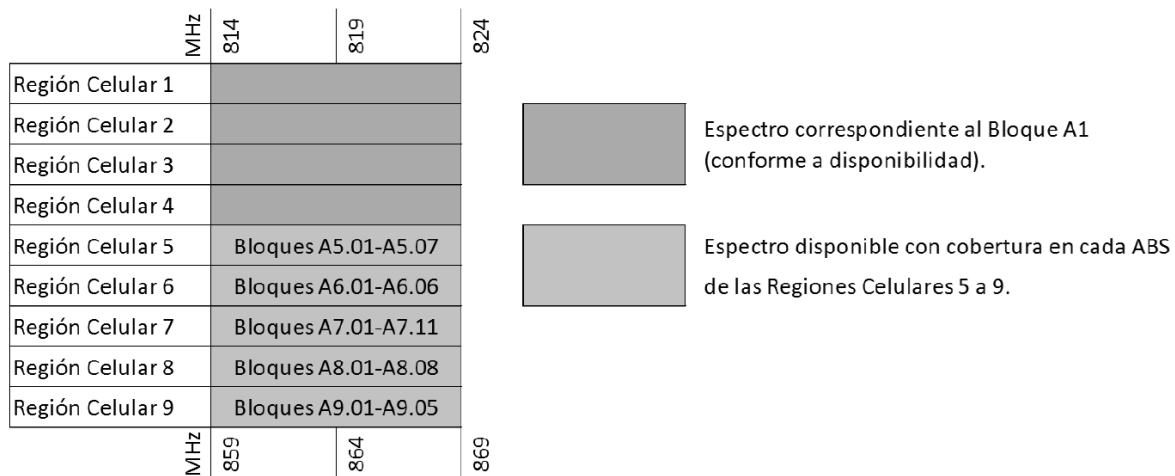 MHz 814 819 824
Región Celular 1
Región Celular 2
Región Celular 3
Región Celular 4
Región Celular 5 Bloques A5.01-A5.07
Región Celular 6 Bloques A6.01-A6.06
Región Celular 7 Bloques A7.01-A7.11
Región Celular 8 Bloques A8.01-A8.08
Región Celular 9 Bloques A9.01-A9.05
MHz 859 864 869
Espectro correspondiente al Bloque A1
(conforme a disponibilidad).
Espectro disponible con cobertura en cada ABS
de las Regiones Celulares 5 a 9.